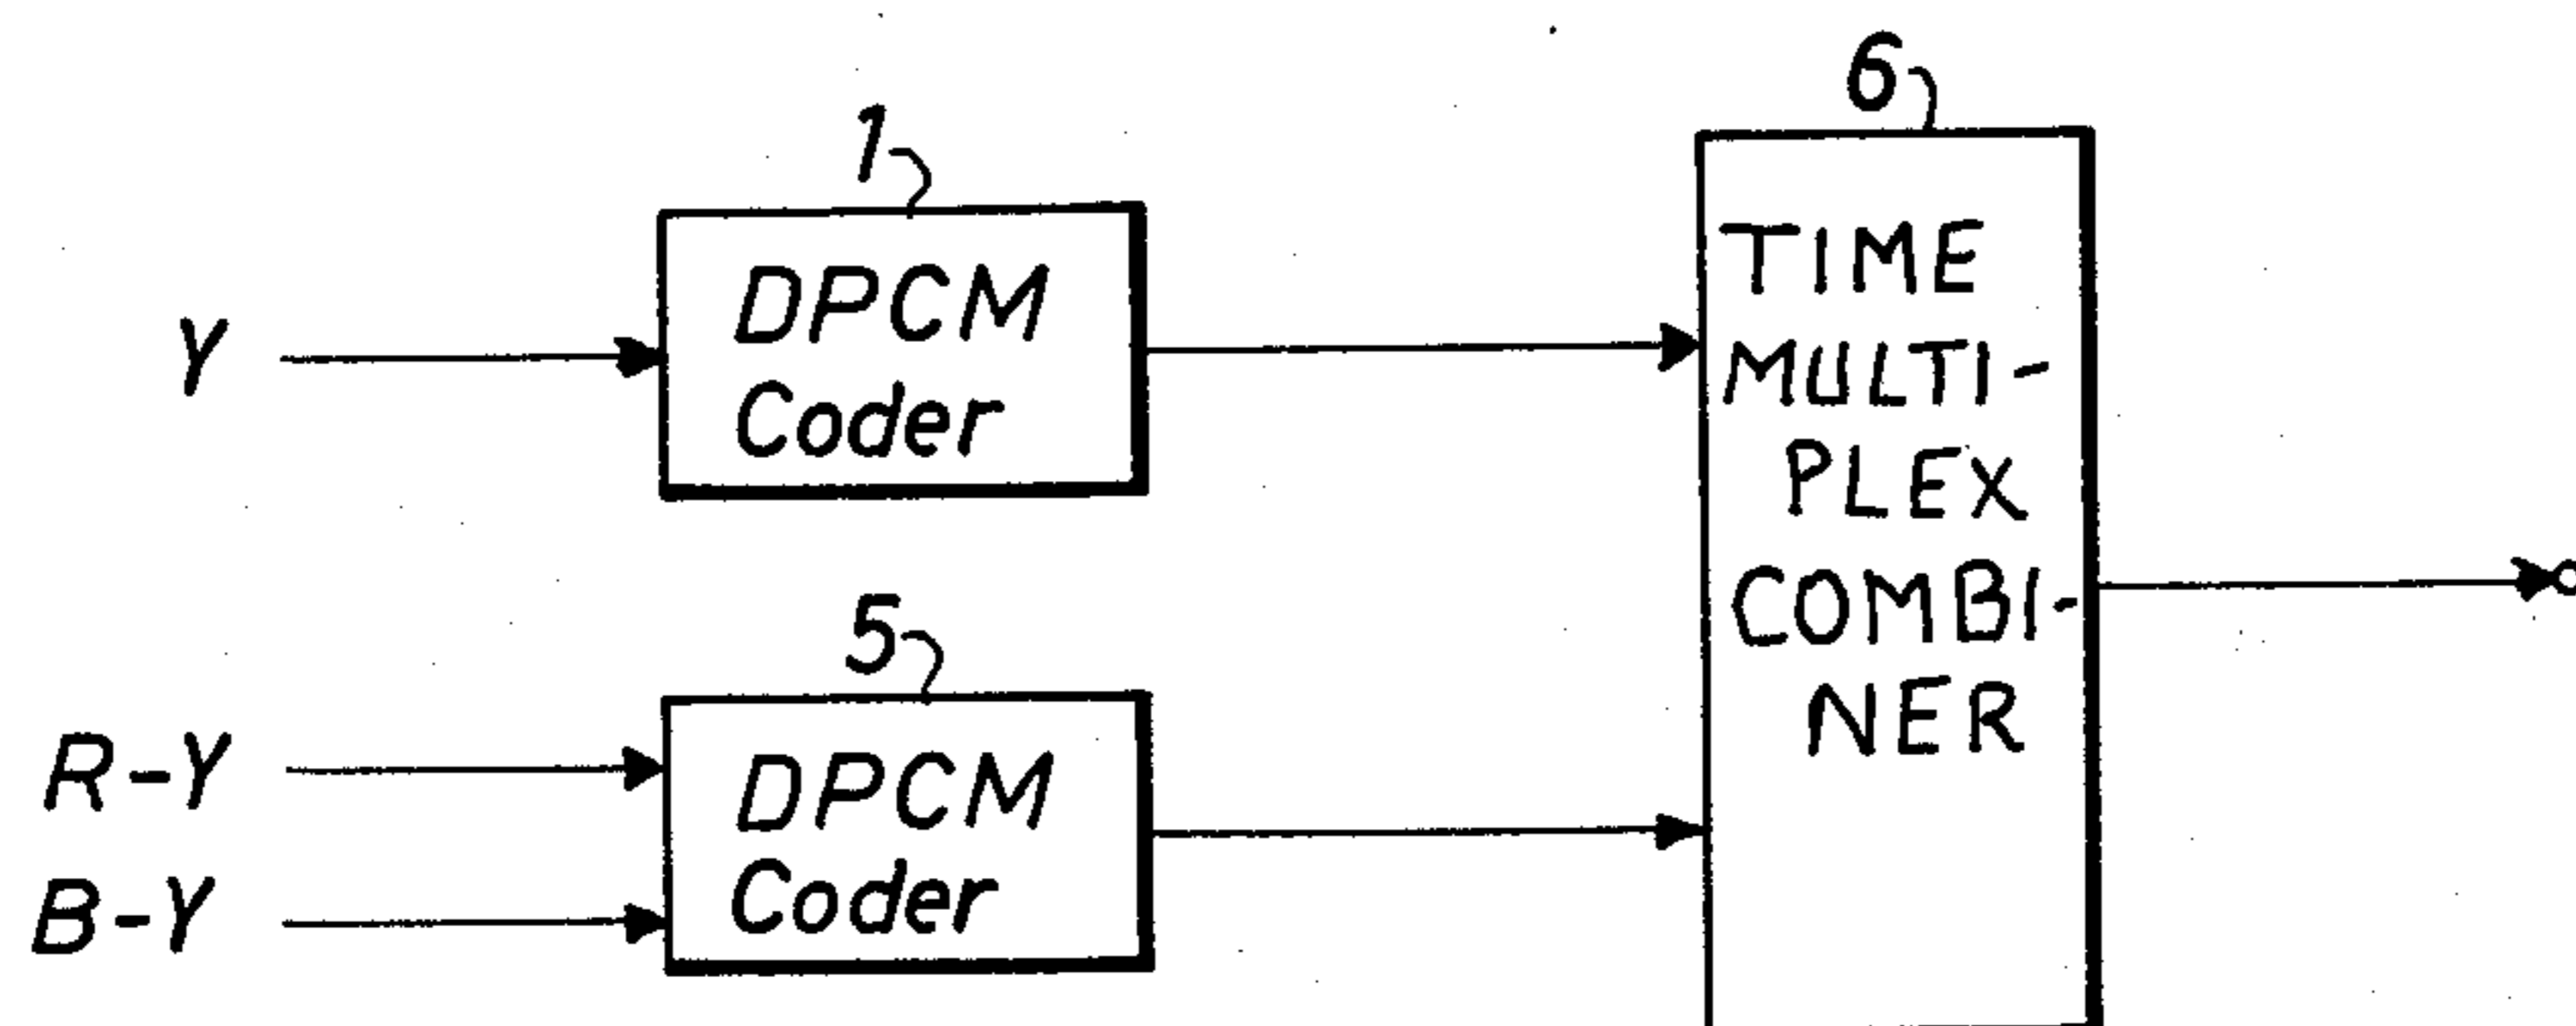 1
6
Y
DPCM
Coder
TIME
MULTI-
PLEX
COMBI-
NER
5
R-Y
B-Y
DPCM
Coder